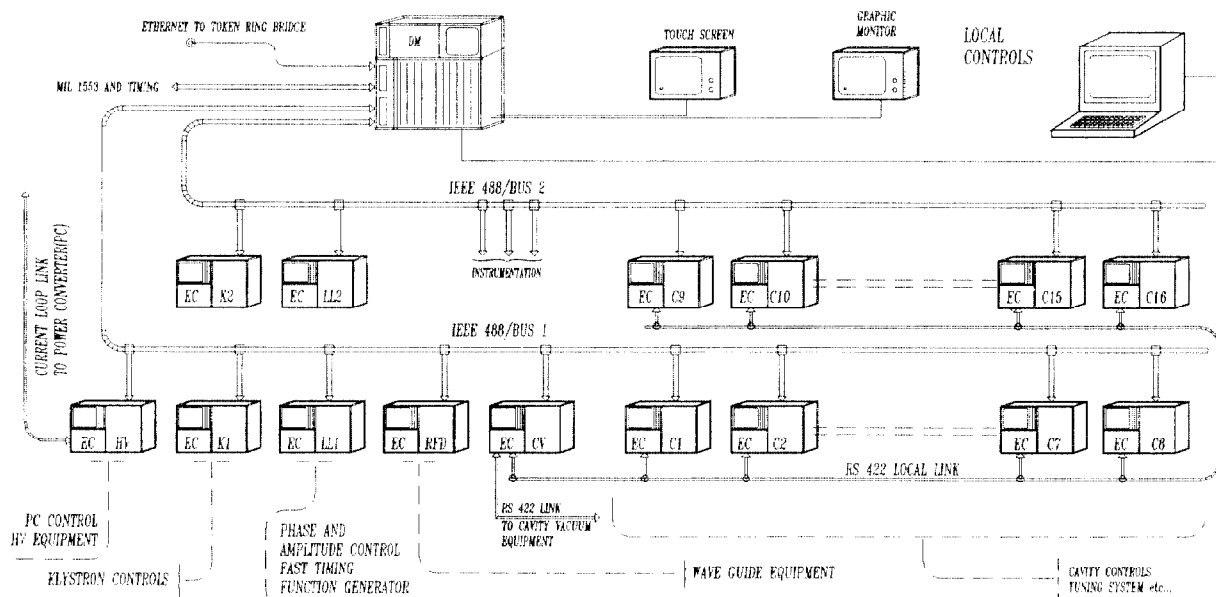 ETHERNET TO TOKEN RING BRIDGE
DM
TOUCH SCREEN
GRAPHIC
MONITOR
LOCAL
CONTROLS
MIL 1553 AND TIMING
IEEE 488/BUS 2
CURRENT LOOP LINK
TO POWER CONVERTER(PC)
EC K2
EC LL2
INSTRUMENTATION
EC C9
EC C10
EC C15
EC C16
IEEE 488/BUS 1
EC HV
EC K1
EC LL1
EC RFD
EC CV
EC C1
EC C2
EC C7
EC C8
RS 422 LOCAL LINK
RS 422 LINK
TO CAVITY VACUUM
EQUIPMENT
PC CONTROL
HV EQUIPMENT
KLYSTRON CONTROLS
PHASE AND
AMPLITUDE CONTROL
FAST TIMING
FUNCTION GENERATOR
WAVE GUIDE EQUIPMENT
CAVITY CONTROLS
TUNING SYSTEM etc...